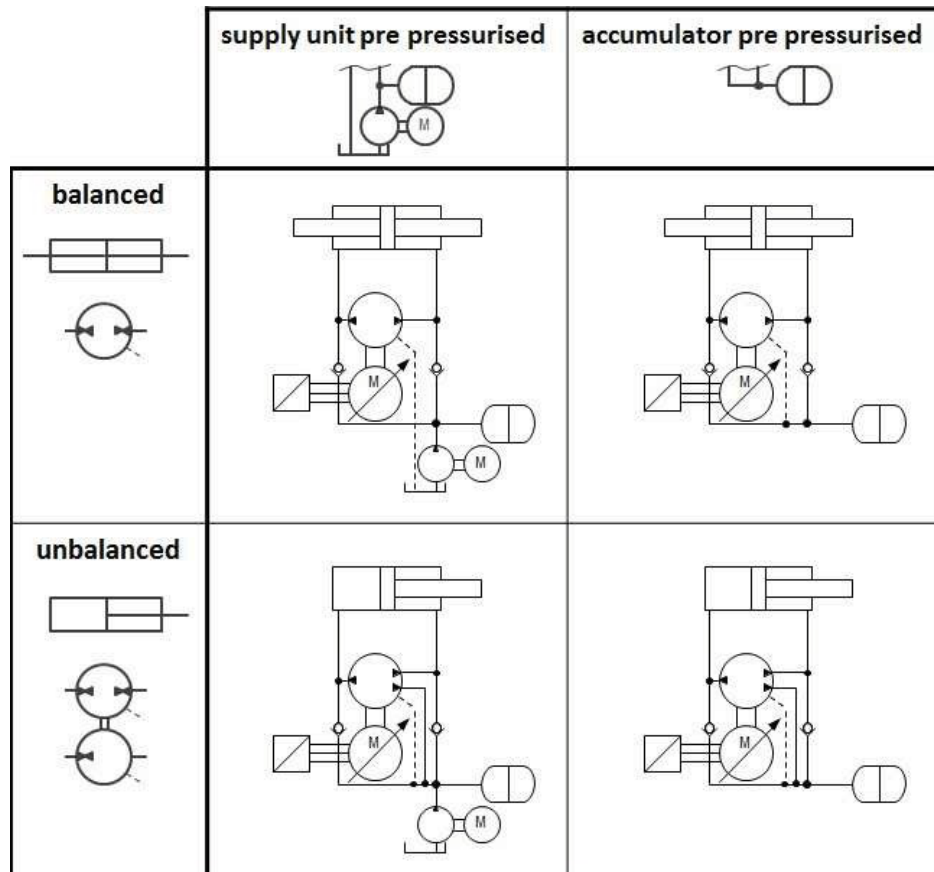 supply unit pre pressurised
accumulator pre pressurised
M
balanced
M
M
M
unbalanced
M
M
M